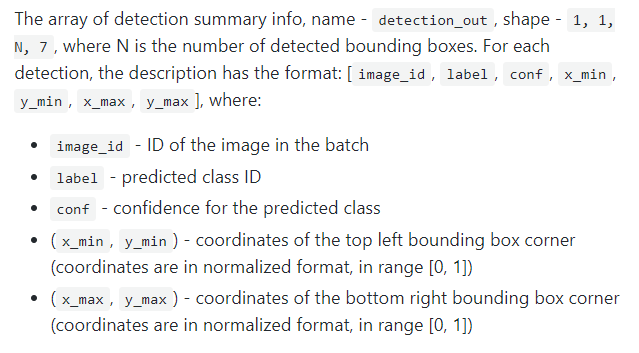 The array of detection summary info, name - detection_out , shape - 1, 1,
N, 7 , where N is the number of detected bounding boxes. For each
detection, the description has the format: [ image_id , label , conf , x_min ,
y_min , x_max , y_max ], where:
• image_id - ID of the image in the batch
• label - predicted class ID
• conf - confidence for the predicted class
• ( x_min , y_min ) - coordinates of the top left bounding box corner
(coordinates are in normalized format, in range [0, 1])
• ( x_max , y_max ) - coordinates of the bottom right bounding box corner
(coordinates are in normalized format, in range [0, 1])